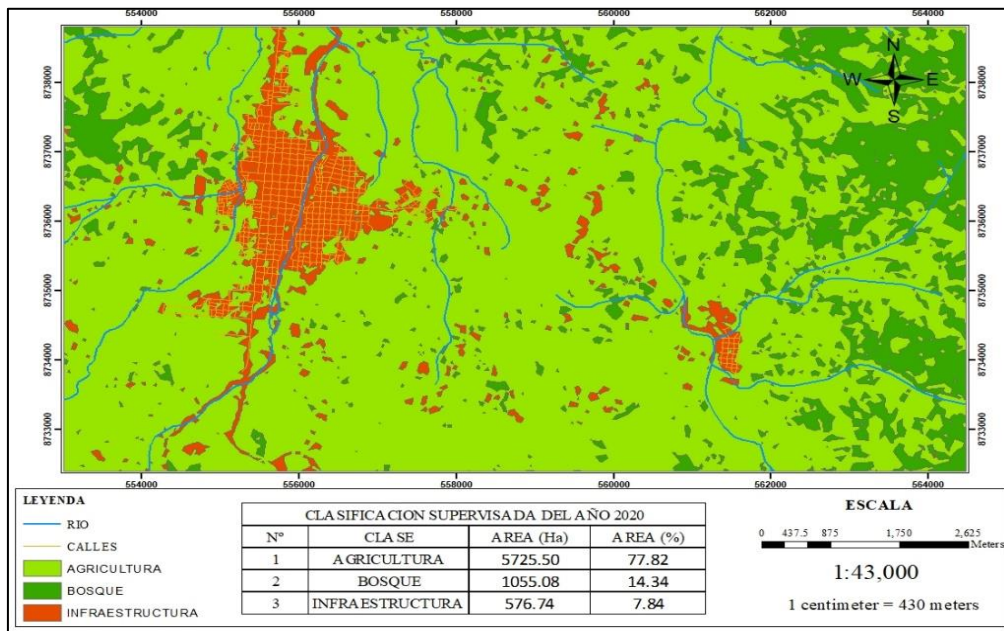 554000 556000 558000 560000 562000 564000
N
W E
S
8738000 8738000
8737000 8737000
8736000 8736000
8735000 8735000
8734000 8734000
8733000 8733000
554000 556000 558000 560000 562000 564000
LEYENDA
RIO
CALLES
AGRICULTURA
BOSQUE
INFRAESTRUCTURA
CLASIFICACION SUPERVISADA DEL AÑO 2020
Nº CLASE AREA (Ha) AREA (%)
1 AGRICULTURA 5725.50 77.82
2 BOSQUE 1055.08 14.34
3 INFRAESTRUCTURA 576.74 7.84
ESCALA
0 437.5 875 1,750 2,625
Meters
1:43,000
1 centimeter = 430 meters